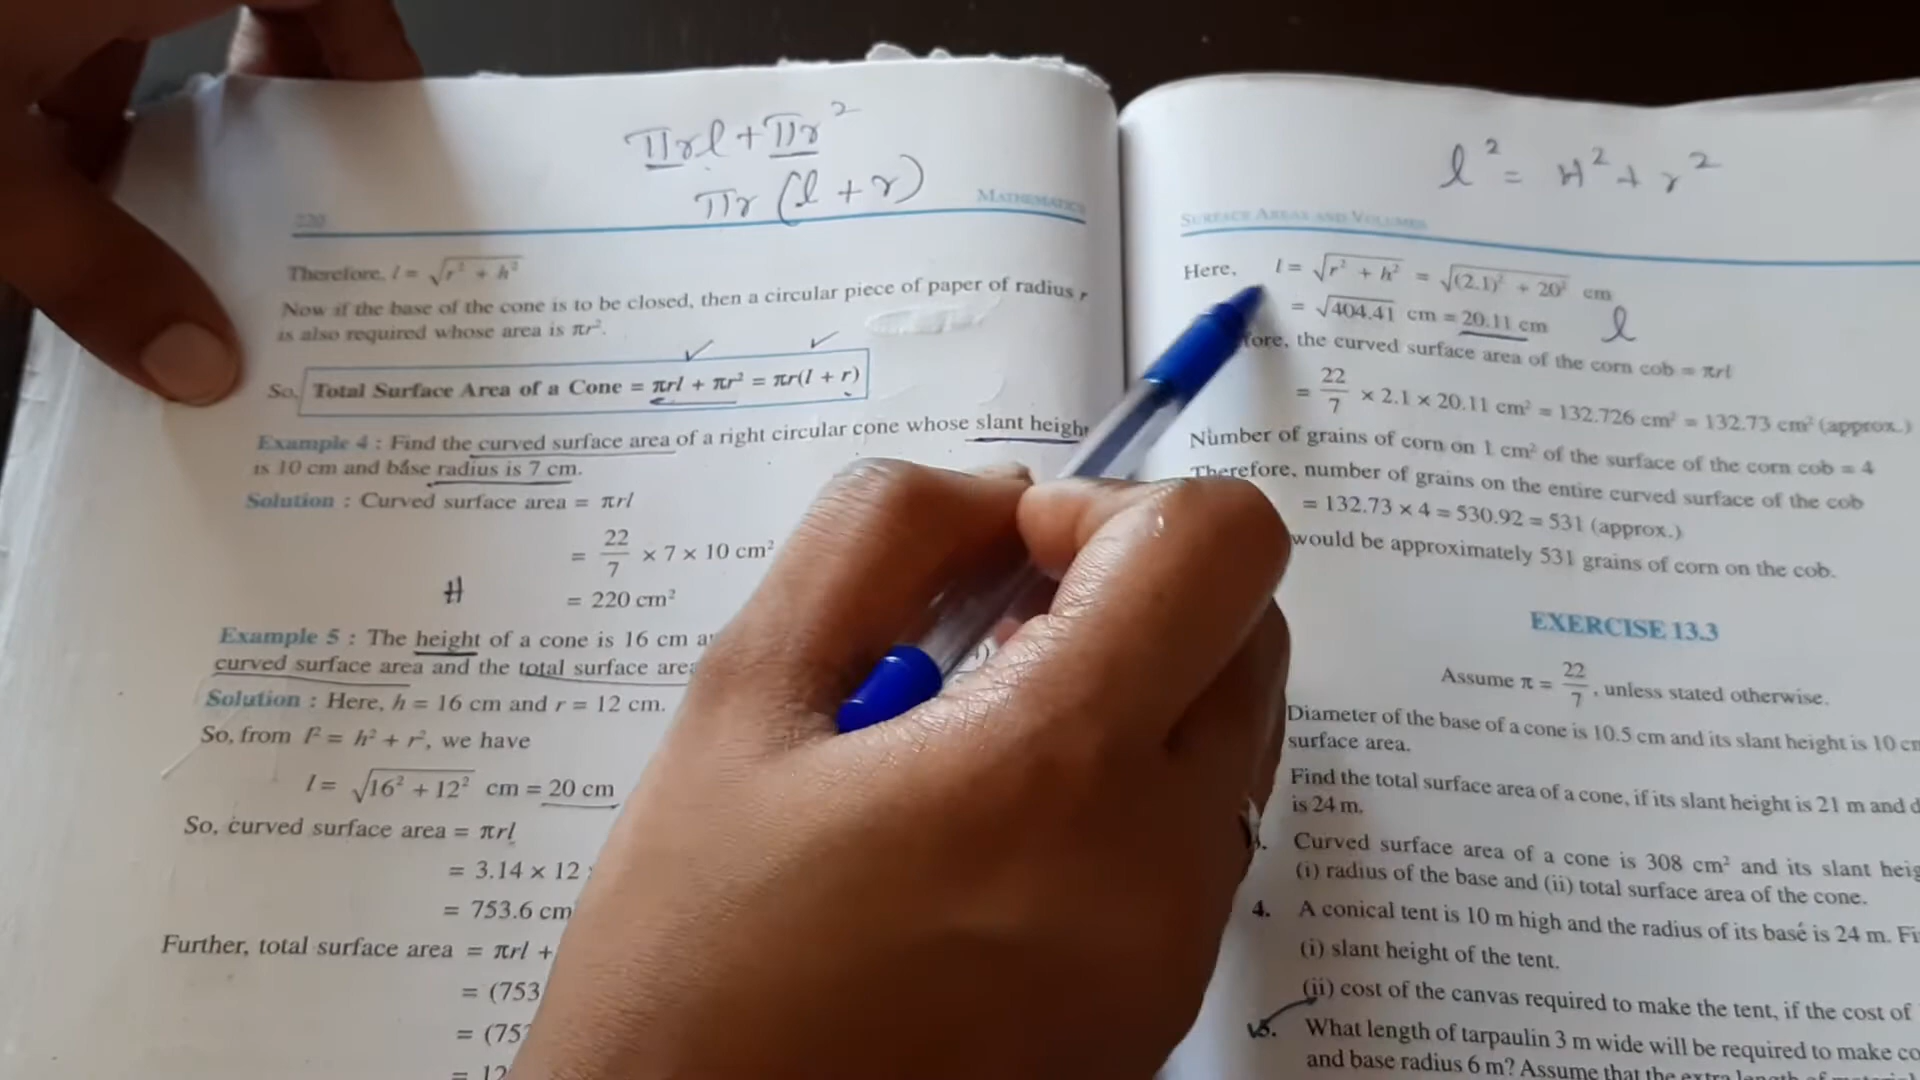 πrl + πr²
πr (l + r)
220
MATHEMATICS
Therefore, l = √(r² + h²)
Now if the base of the cone is to be closed, then a circular piece of paper of radius r
is also required whose area is πr².
So, Total Surface Area of a Cone = πrl + πr² = πr(l + r)
Example 4 : Find the curved surface area of a right circular cone whose slant height
is 10 cm and base radius is 7 cm.
Solution : Curved surface area = πrl
= 22/7 × 7 × 10 cm²
H
= 220 cm²
Example 5 : The height of a cone is 16 cm
curved surface area and the total surface
Solution : Here, h = 16 cm and r = 12 cm.
So, from l² = h² + r², we have
l = √(16² + 12²) cm = 20 cm
So, curved surface area = πrl
= 3.14 × 12
= 753.6 cm
Further, total surface area = πrl +
= (753
= (75
= 12
l² = H² + r²
SURFACE AREAS AND VOLUMES
Here, l = √(r² + h²) = √((2.1)² + 20²) cm
= √404.41 cm = 20.11 cm l
the curved surface area of the corn cob = πrl
= 22/7 × 2.1 × 20.11 cm² = 132.726 cm² = 132.73 cm² (approx.)
Number of grains of corn on 1 cm² of the surface of the corn cob = 4
Therefore, number of grains on the entire curved surface of the cob
= 132.73 × 4 = 530.92 = 531 (approx.)
would be approximately 531 grains of corn on the cob.
EXERCISE 13.3
Assume π = 22/7, unless stated otherwise.
Diameter of the base of a cone is 10.5 cm and its slant height is 10
surface area.
Find the total surface area of a cone, if its slant height is 21 m and
is 24 m.
Curved surface area of a cone is 308 cm² and its slant
(i) radius of the base and (ii) total surface area of the cone.
4. A conical tent is 10 m high and the radius of its base is 24 m.
(i) slant height of the tent.
(ii) cost of the canvas required to make the tent, if the cost of
5. What length of tarpaulin 3 m wide will be required to make
and base radius 6 m? Assume that the extra length of